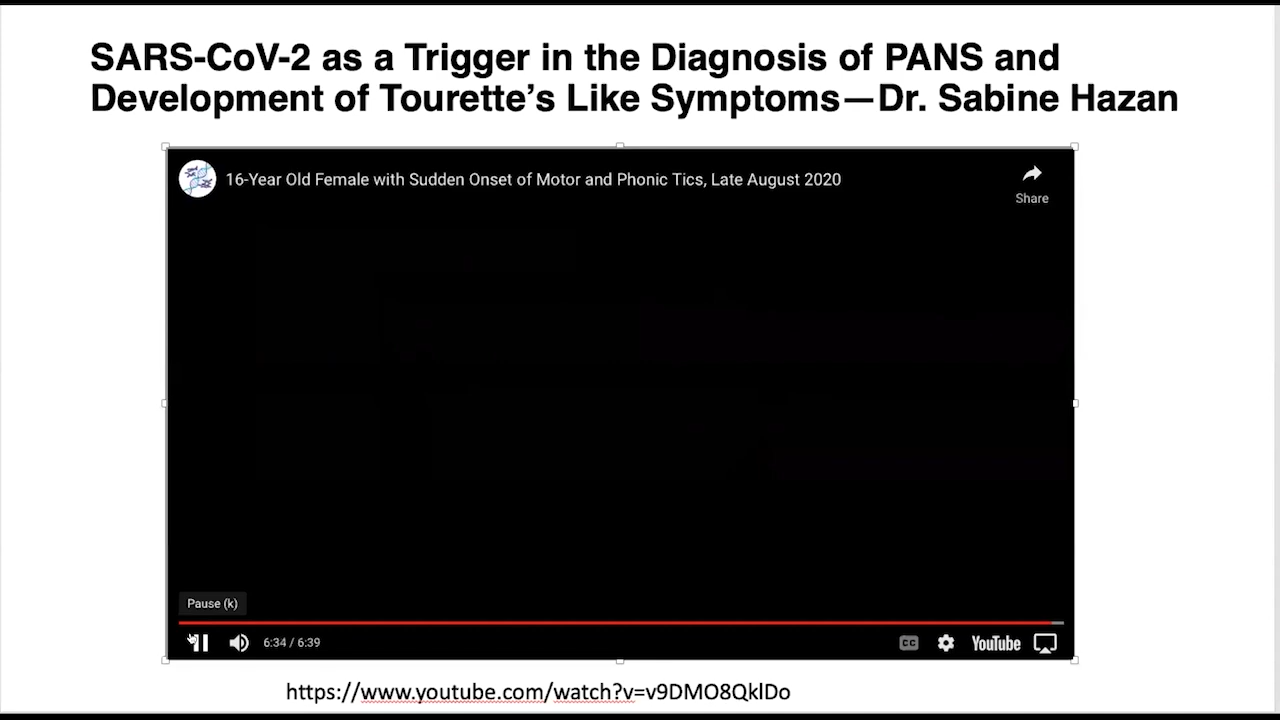 SARS-CoV-2 as a Trigger in the Diagnosis of PANS and
Development of Tourette's Like Symptoms—Dr. Sabine Hazan
16-Year Old Female with Sudden Onset of Motor and Phonic Tics, Late August 2020
Share
Pause (k)
6:34 / 6:39
CC
YouTube
https://www.youtube.com/watch?v=v9DMO8QklDo